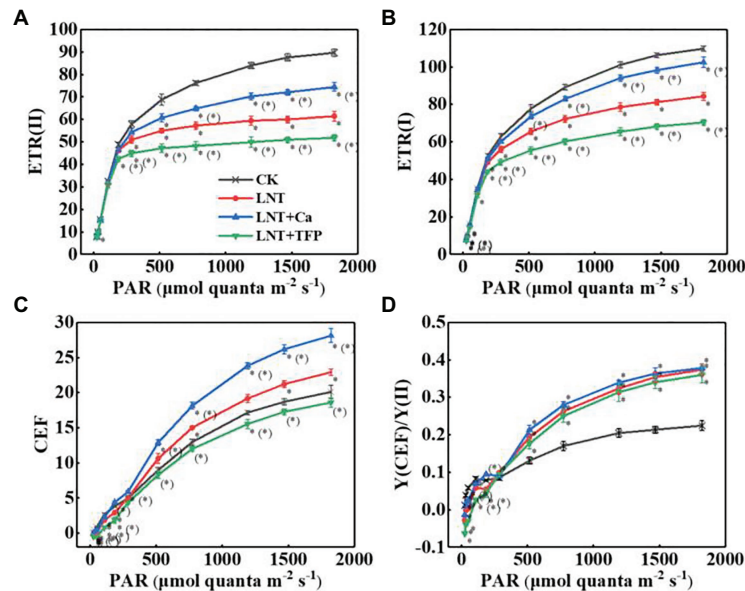 A
B
100
90
80
70
60
50
40
30
20
10
0
ETR(II)
CK
LNT
LNT+Ca
LNT+TFP
0 500 1000 1500 2000
PAR (μmol quanta m⁻² s⁻¹)
120
100
80
60
40
20
0
ETR(I)
0 500 1000 1500 2000
PAR (μmol quanta m⁻² s⁻¹)
C
D
30
25
20
15
10
5
0
CEF
0 500 1000 1500 2000
PAR (μmol quanta m⁻² s⁻¹)
0.5
0.4
0.3
0.2
0.1
0.0
-0.1
Y(CEF)/Y(II)
0 500 1000 1500 2000
PAR (μmol quanta m⁻² s⁻¹)